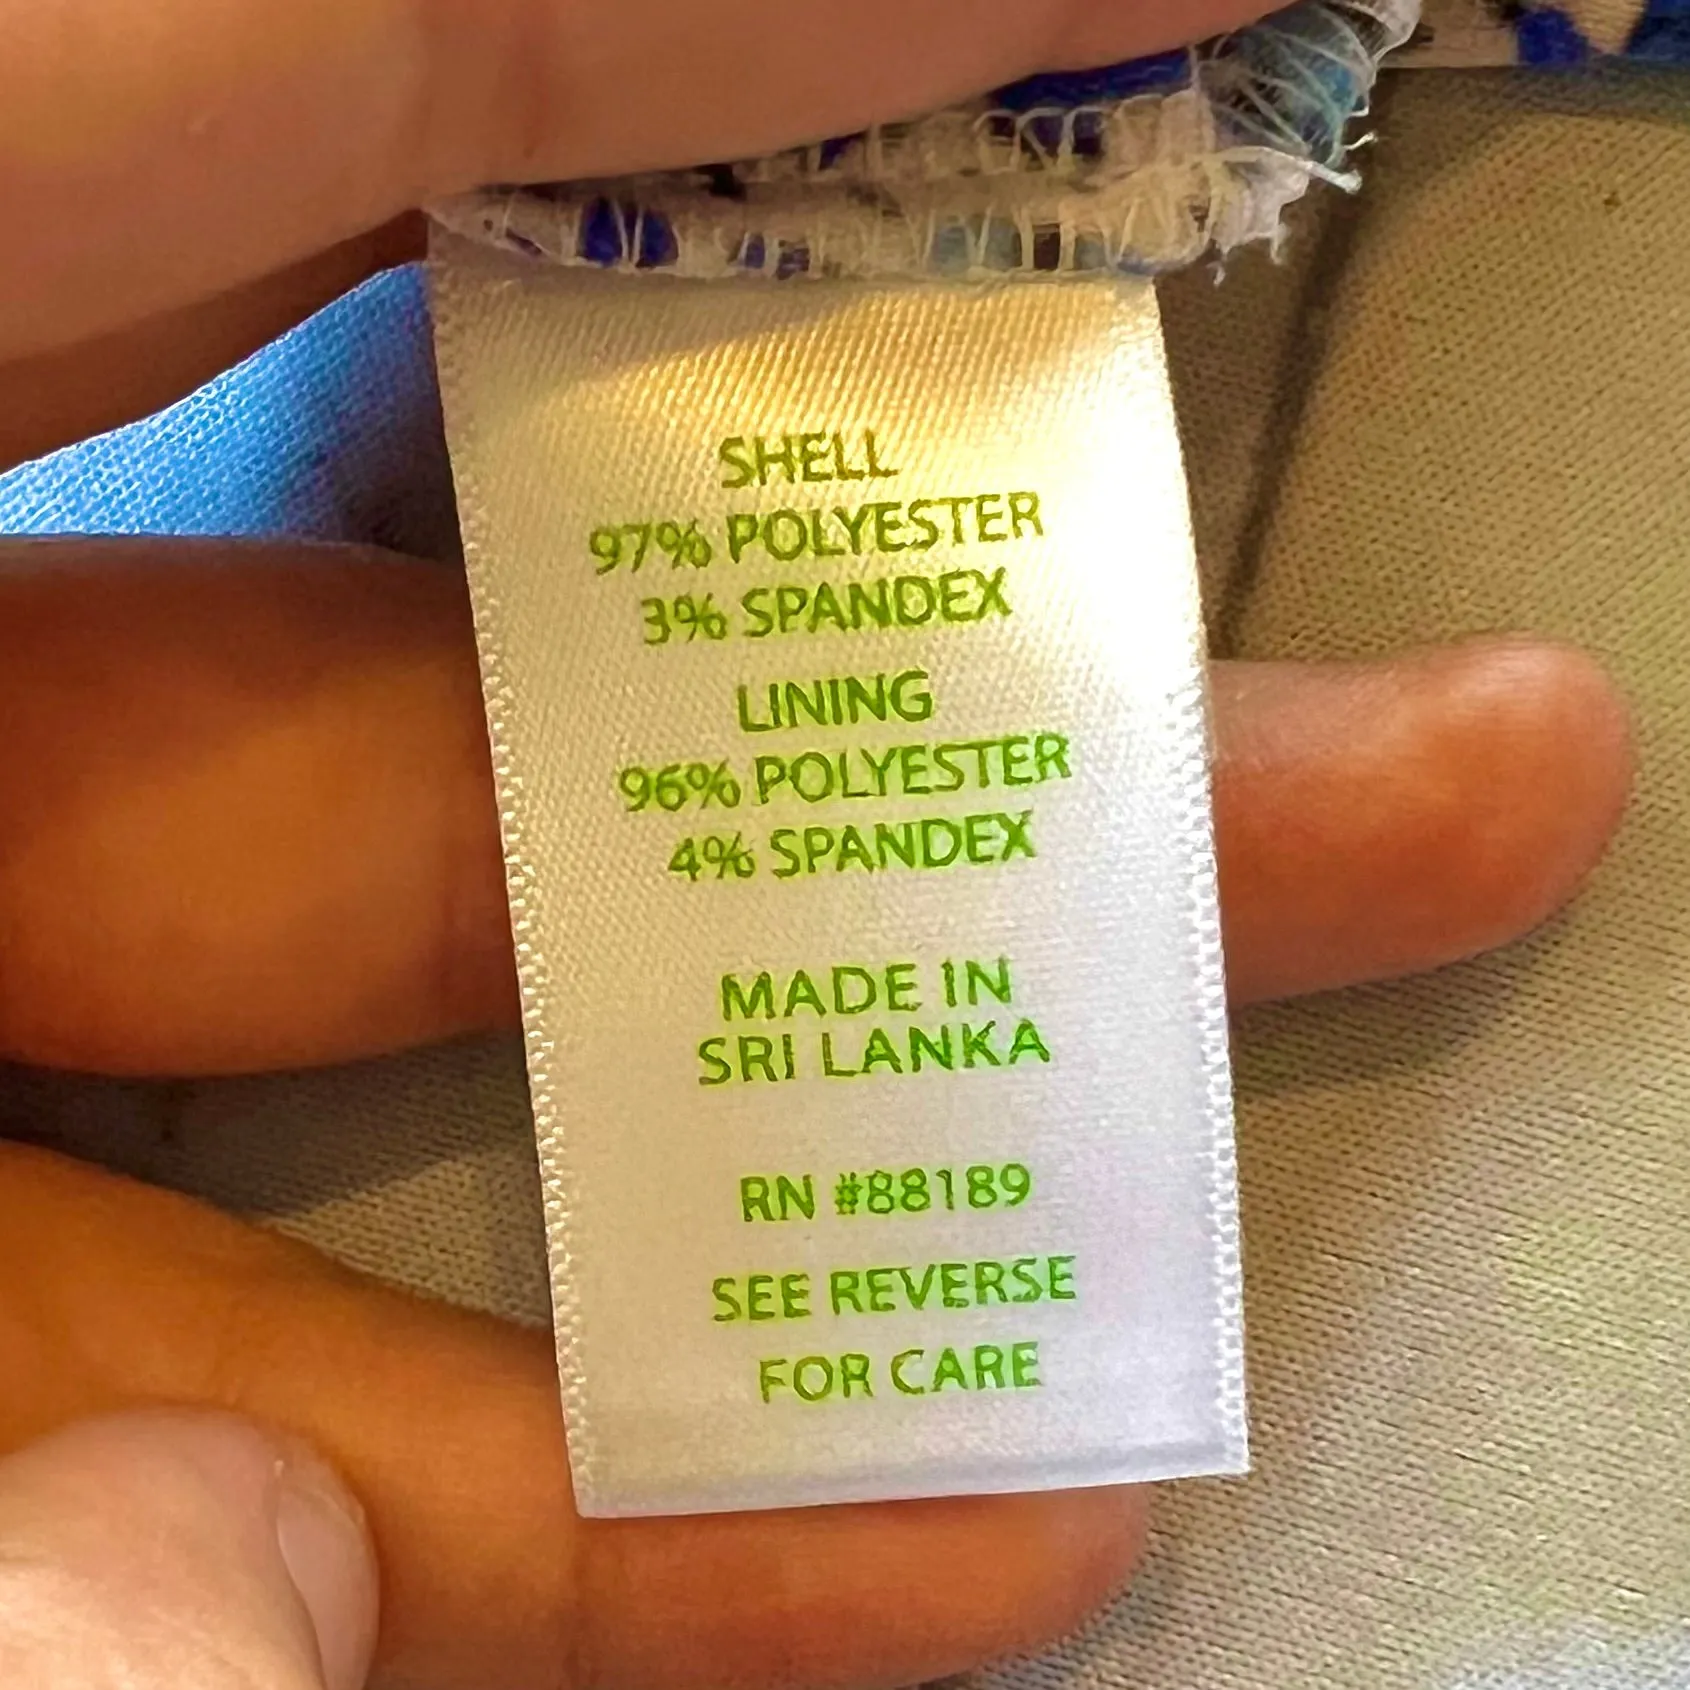 SHELL
97% POLYESTER
3% SPANDEX
LINING
96% POLYESTER
4% SPANDEX
MADE IN
SRI LANKA
RN #88189
SEE REVERSE
FOR CARE